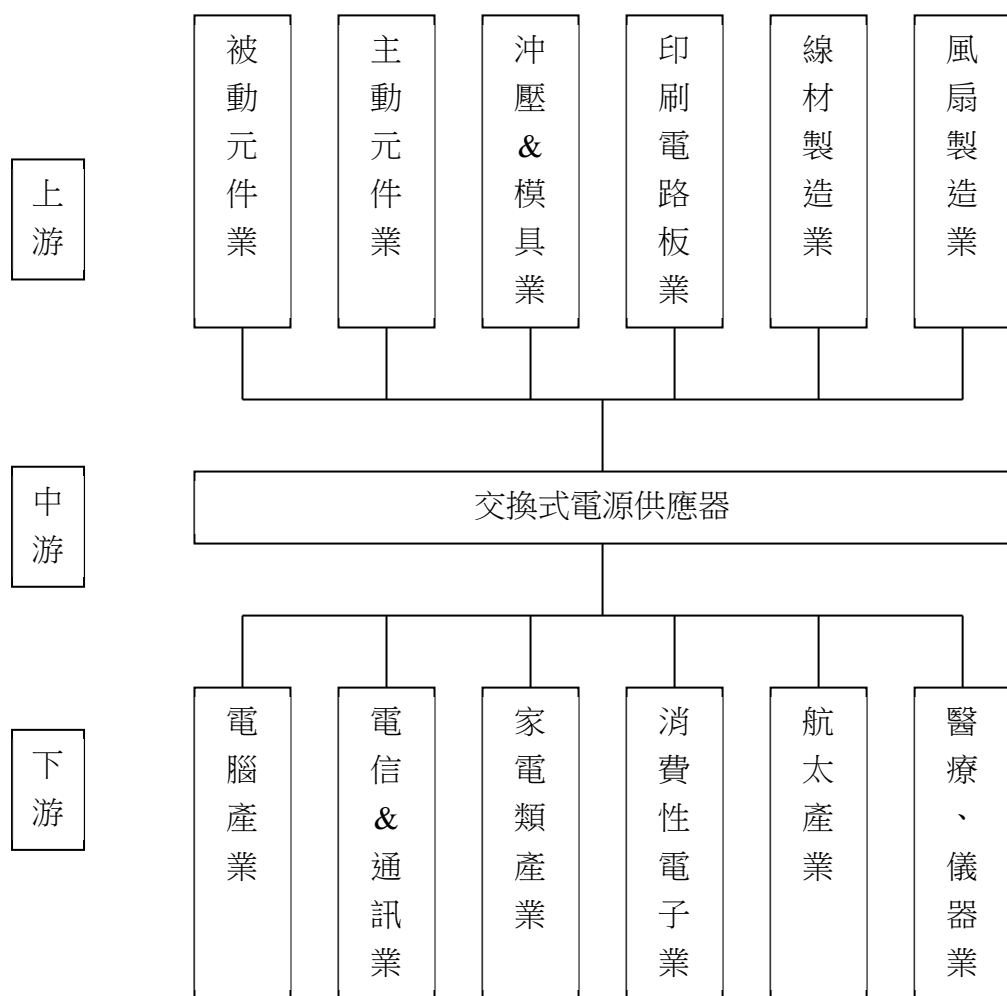 上游
被動元件業
主動元件業
沖壓&模具業
印刷電路板業
線材製造業
風扇製造業
中游
交換式電源供應器
下游
電腦產業
電信&通訊業
家電類產業
消費性電子業
航太產業
醫療、儀器業